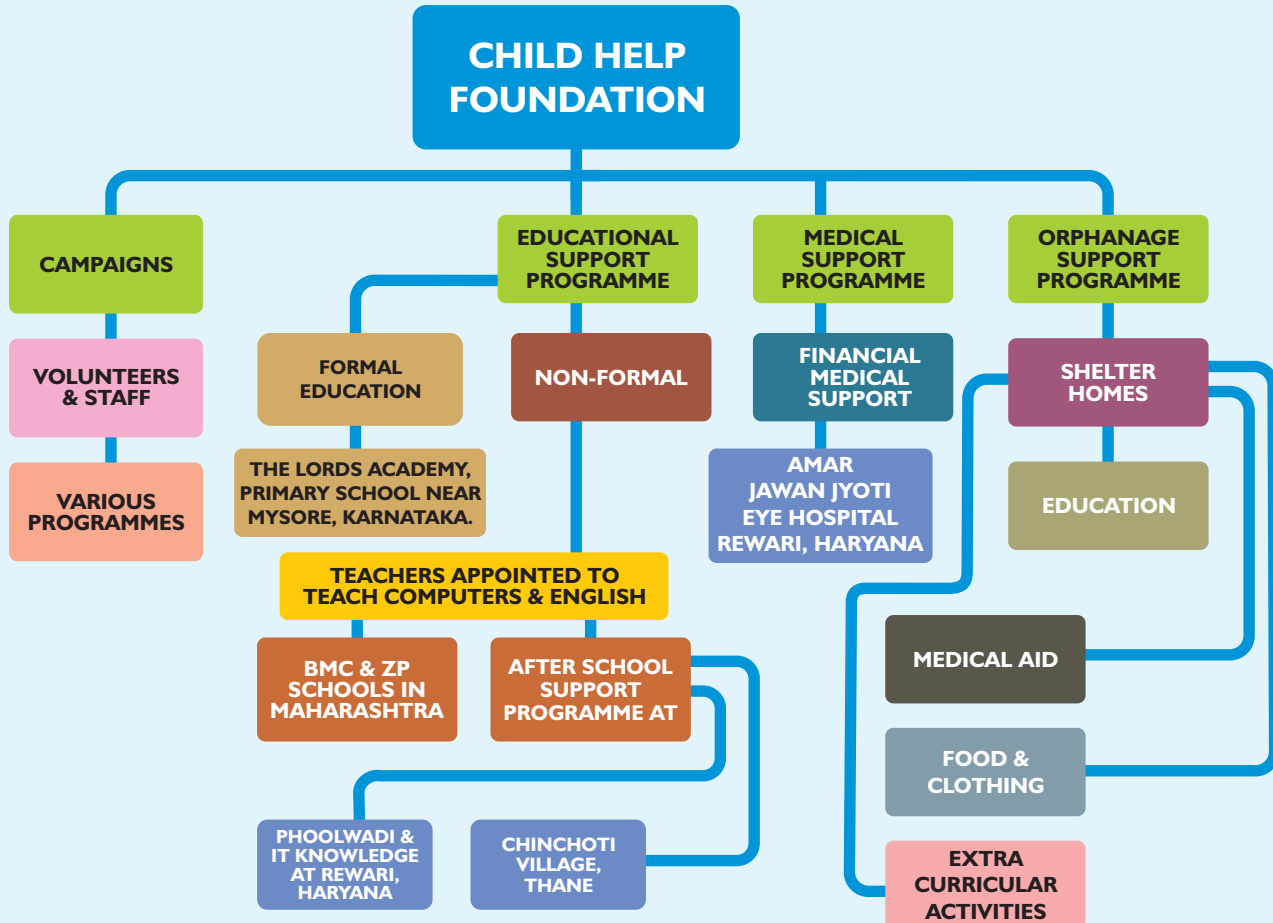 CHILD HELP
FOUNDATION
CAMPAIGNS
VOLUNTEERS
& STAFF
VARIOUS
PROGRAMMES
EDUCATIONAL
SUPPORT
PROGRAMME
FORMAL
EDUCATION
THE LORDS ACADEMY,
PRIMARY SCHOOL NEAR
MYSORE, KARNATAKA.
NON-FORMAL
TEACHERS APPOINTED TO
TEACH COMPUTERS & ENGLISH
BMC & ZP
SCHOOLS IN
MAHARASHTRA
AFTER SCHOOL
SUPPORT
PROGRAMME AT
PHOOLWADI &
IT KNOWLEDGE
AT REWARI,
HARYANA
CHINCHOTI
VILLAGE,
THANE
MEDICAL
SUPPORT
PROGRAMME
FINANCIAL
MEDICAL
SUPPORT
AMAR
JAWAN JYOTI
EYE HOSPITAL
REWARI, HARYANA
ORPHANAGE
SUPPORT
PROGRAMME
SHELTER
HOMES
EDUCATION
MEDICAL AID
FOOD &
CLOTHING
EXTRA
CURRICULAR
ACTIVITIES